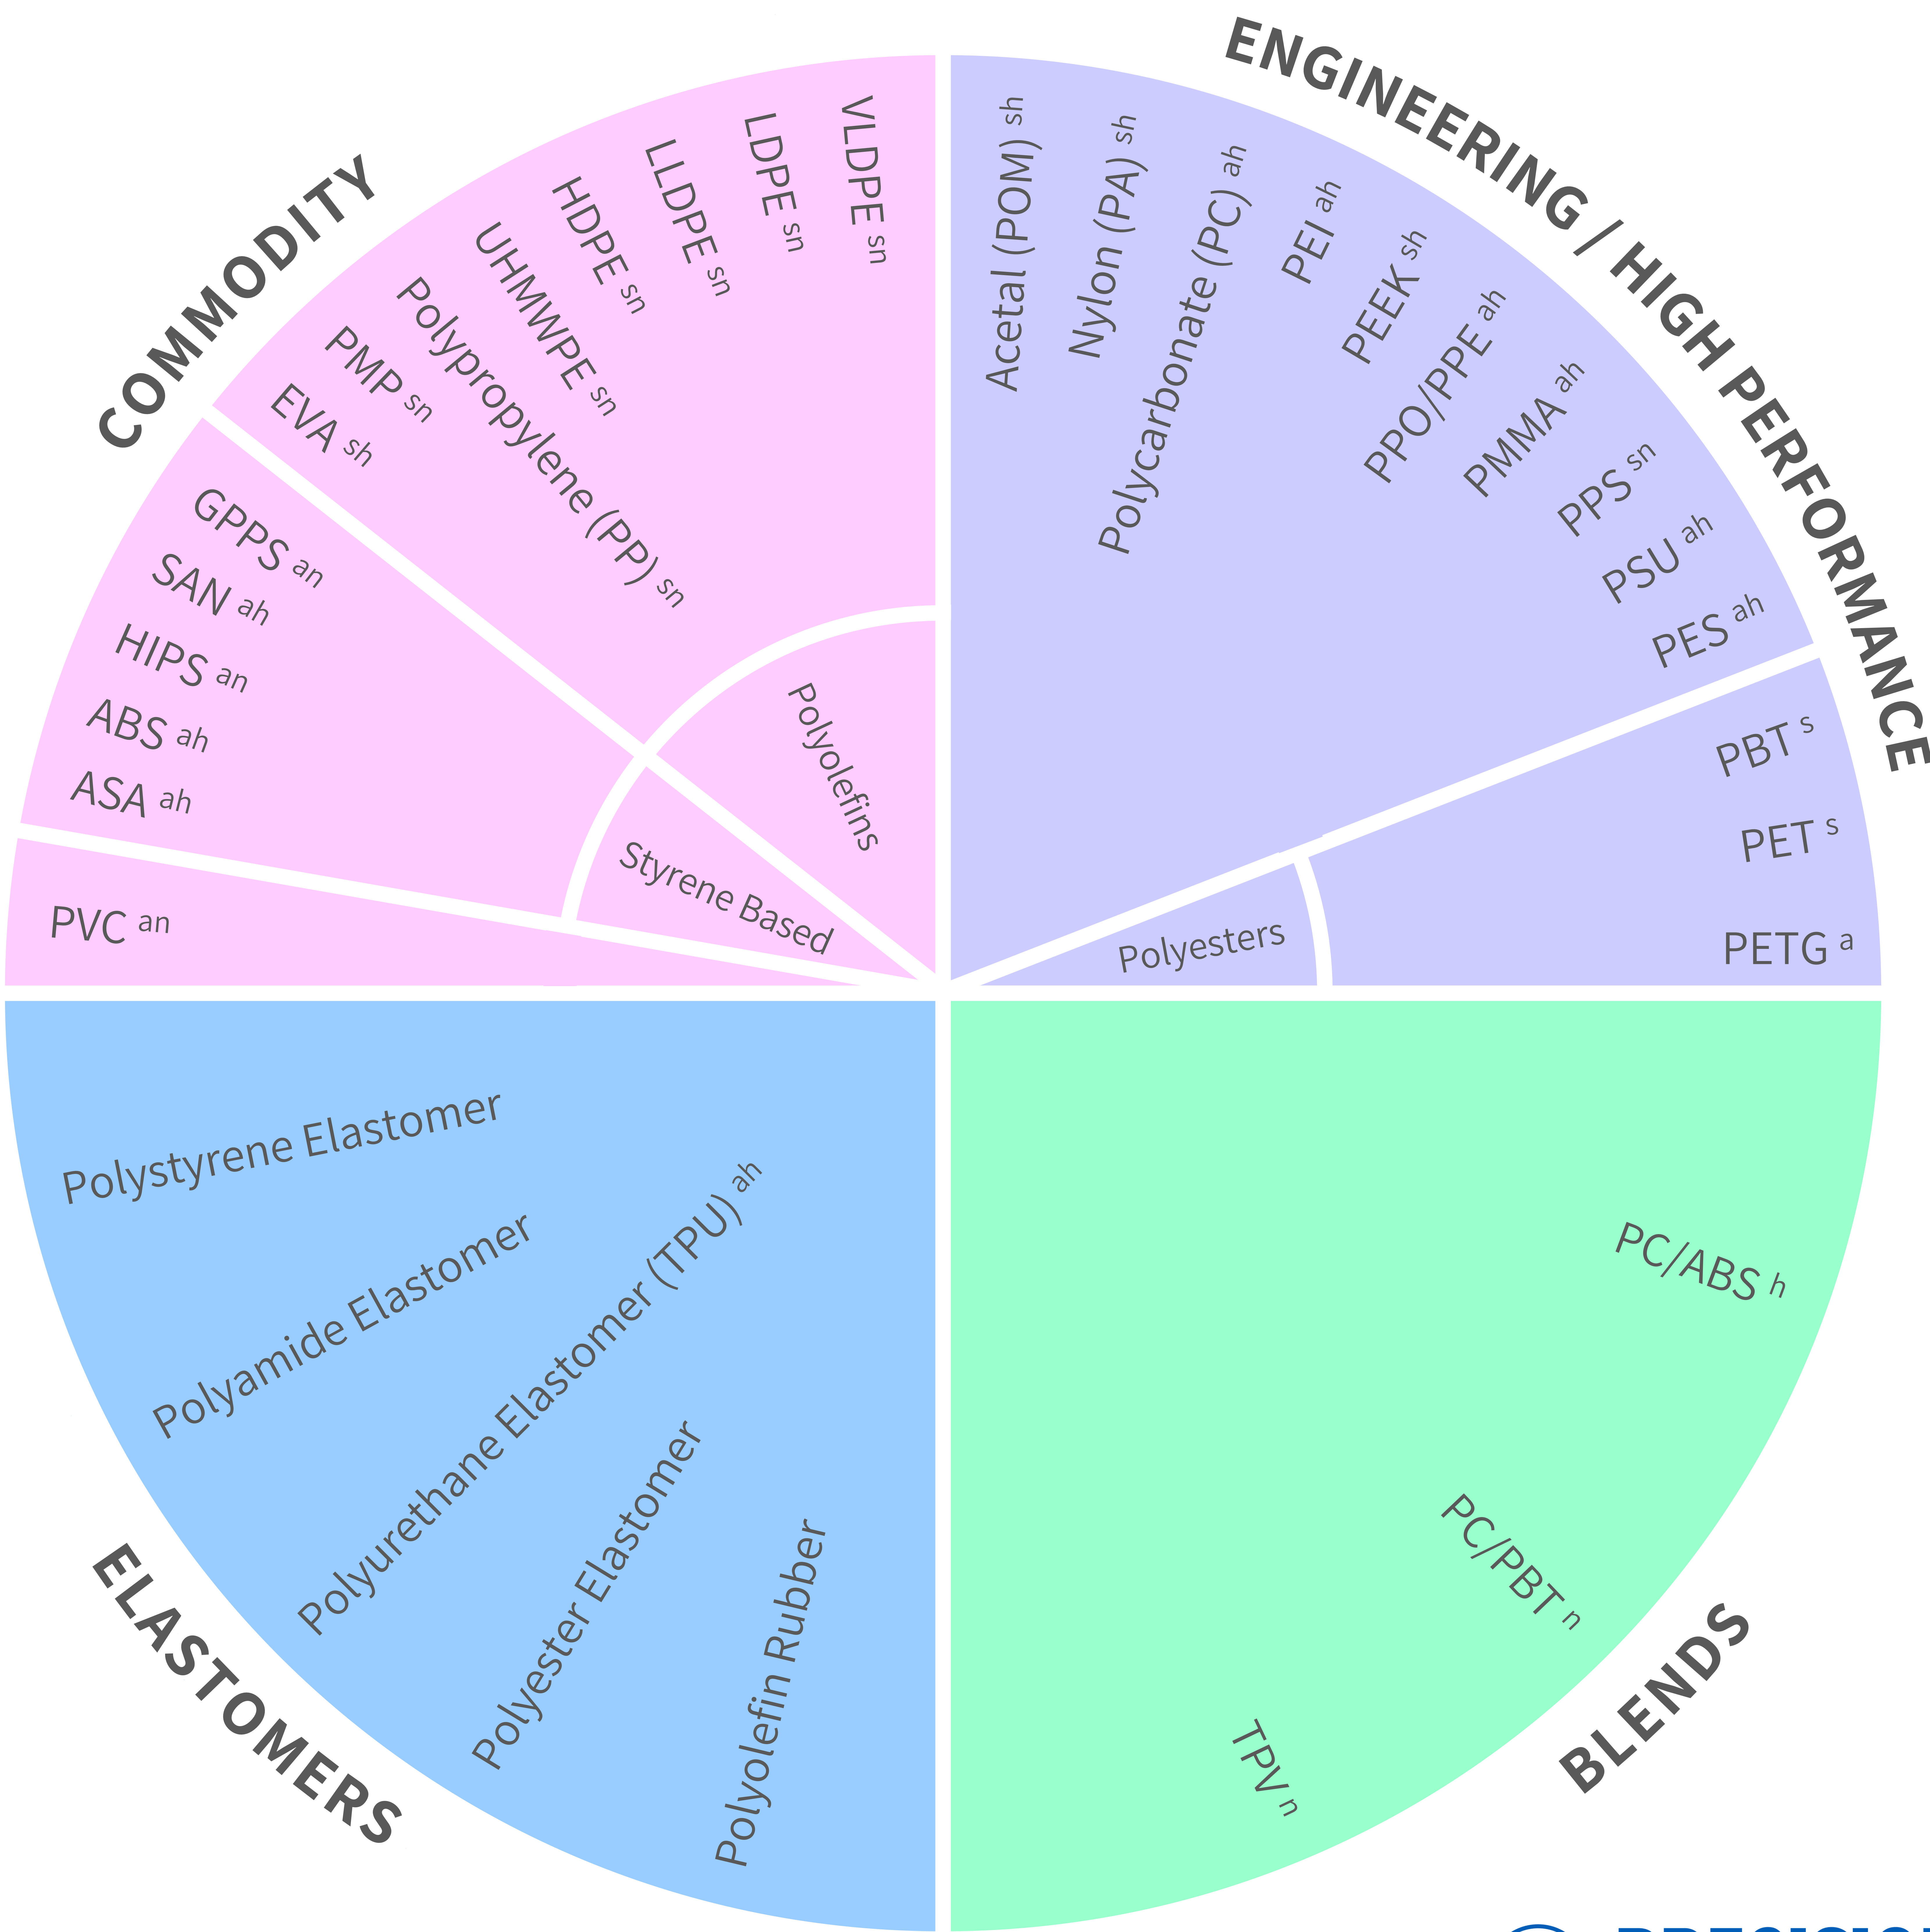 COMMODITY
VLDPE sn
LDPE sn
LLDPE sn
HDPE sn
UHMWPE sn
Polypropylene (PP) sn
PMP sn
EVA sh
Polyolefins
GPPS an
SAN ah
HIPS an
ABS ah
ASA ah
Styrene Based
PVC an
ENGINEERING / HIGH PERFORMANCE
Acetal (POM) sh
Nylon (PA) sh
Polycarbonate (PC) ah
PEI ah
PEEK sh
PPO/PPE ah
PMMA ah
PPS sn
PSU ah
PES ah
PBT s
PET s
PETG a
Polyesters
ELASTOMERS
Polystyrene Elastomer
Polyamide Elastomer
Polyurethane Elastomer (TPU) ah
Polyester Elastomer
Polyolefin Rubber
BLENDS
PC/ABS h
PC/PBT n
TPV n